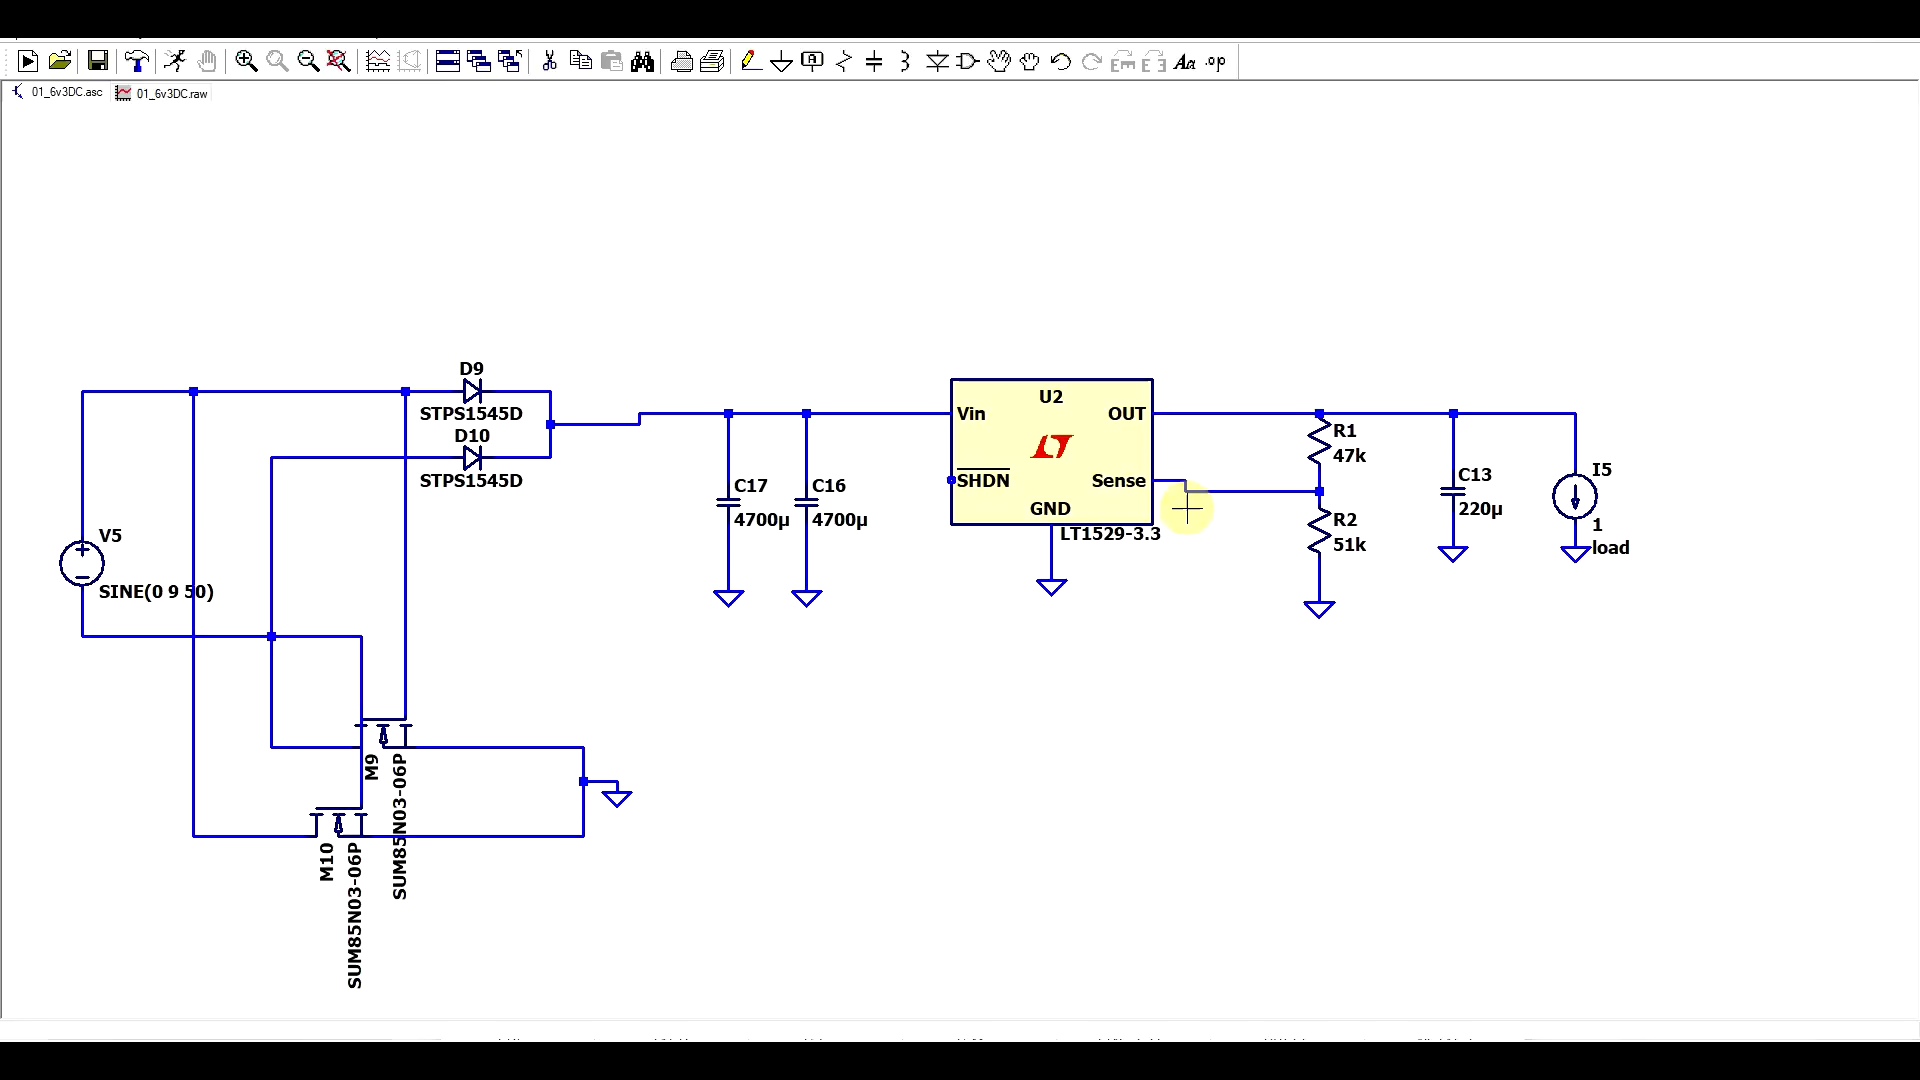 Aa .op
01_6v3DC.asc 01_6v3DC.raw
D9
STPS1545D
D10
STPS1545D
V5
SINE(0 9 50)
M9
SUM85N03-06P
M10
SUM85N03-06P
C17
4700µ
C16
4700µ
U2
Vin OUT
SHDN Sense
GND
LT1529-3.3
R1
47k
R2
51k
C13
220µ
I5
1
load